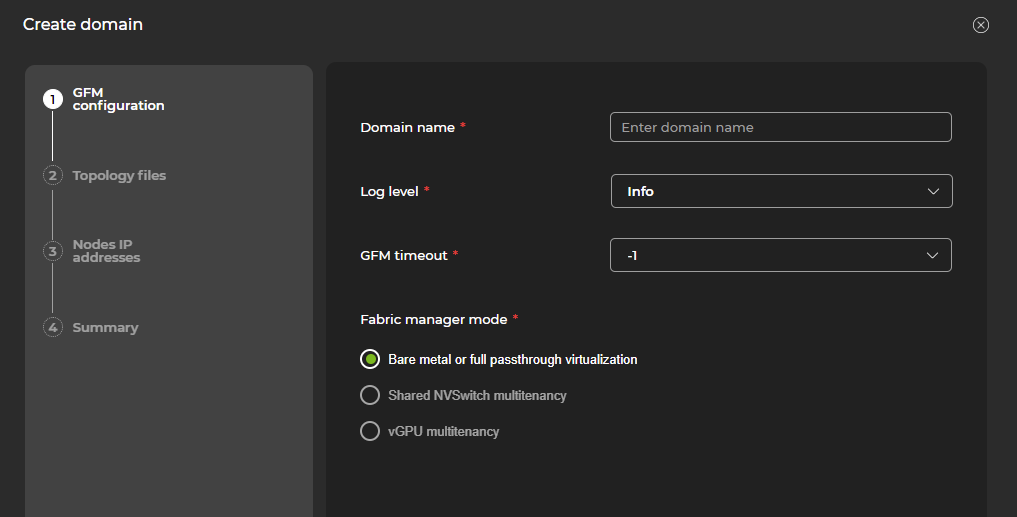 Create domain
1
GFM
configuration
2
Topology files
3
Nodes IP
addresses
4
Summary
Domain name *
Enter domain name
Log level *
Info
GFM timeout *
-1
Fabric manager mode *
Bare metal or full passthrough virtualization
Shared NVSwitch multitenancy
vGPU multitenancy